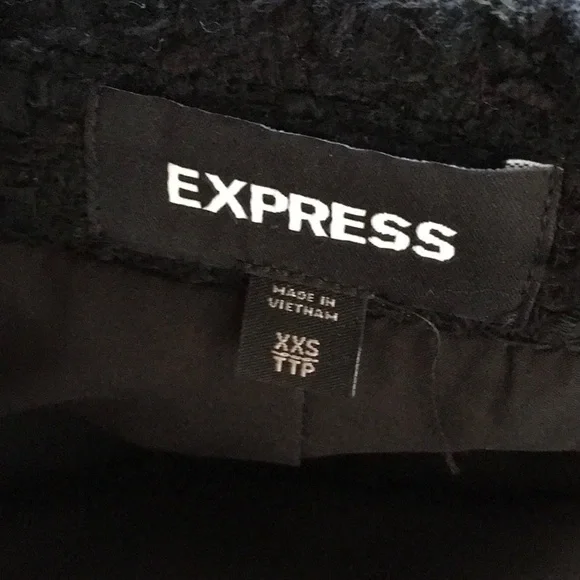 EXPRESS
MADE IN
VIETNAM
XXS
TTP